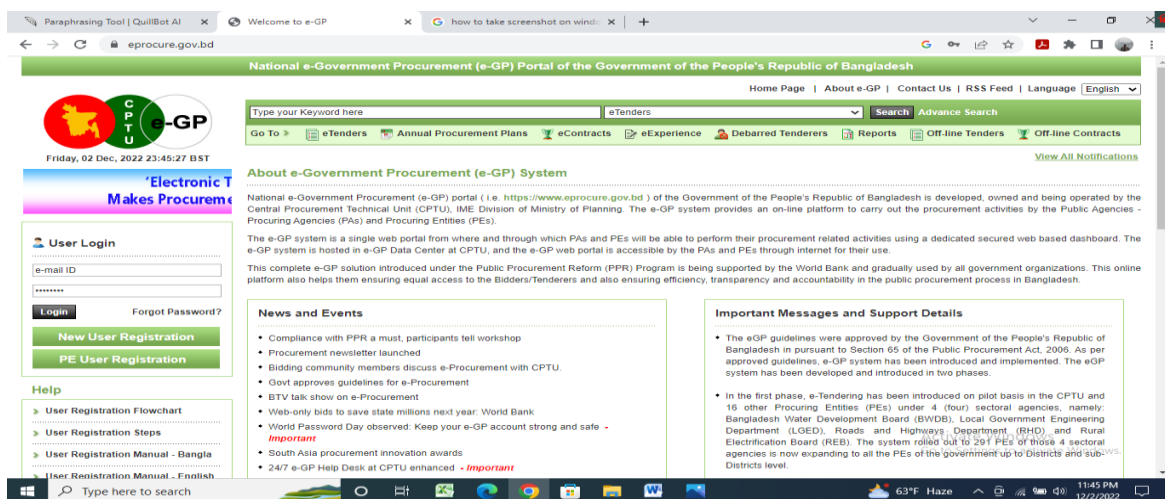 Paraphrasing Tool | QuillBot AI
Welcome to e-GP
how to take screenshot on windo
eprocure.gov.bd
National e-Government Procurement (e-GP) Portal of the Government of the People's Republic of Bangladesh
Home Page | About e-GP | Contact Us | RSS Feed | Language English
CPTU
e-GP
Type your Keyword here
eTenders
Search
Advance Search
Go To
eTenders
Annual Procurement Plans
eContracts
eExperience
Debarred Tenderers
Reports
Off-line Tenders
Off-line Contracts
Friday, 02 Dec, 2022 23:45:27 BST
View All Notifications
‘Electronic T
Makes Procureme
User Login
e-mail ID
Login
Forgot Password?
New User Registration
PE User Registration
Help
User Registration Flowchart
User Registration Steps
User Registration Manual - Bangla
User Registration Manual - English
About e-Government Procurement (e-GP) System
National e-Government Procurement (e-GP) portal ( i.e. https://www.eprocure.gov.bd ) of the Government of the People's Republic of Bangladesh is developed, owned and being operated by the
Central Procurement Technical Unit (CPTU), IME Division of Ministry of Planning. The e-GP system provides an on-line platform to carry out the procurement activities by the Public Agencies -
Procuring Agencies (PAs) and Procuring Entities (PEs).
The e-GP system is a single web portal from where and through which PAs and PEs will be able to perform their procurement related activities using a dedicated secured web based dashboard. The
e-GP system is hosted in e-GP Data Center at CPTU, and the e-GP web portal is accessible by the PAs and PEs through internet for their use.
This complete e-GP solution introduced under the Public Procurement Reform (PPR) Program is being supported by the World Bank and gradually used by all government organizations. This online
platform also helps them ensuring equal access to the Bidders/Tenderers and also ensuring efficiency, transparency and accountability in the public procurement process in Bangladesh.
News and Events
Compliance with PPR a must, participants tell workshop
Procurement newsletter launched
Bidding community members discuss e-Procurement with CPTU.
Govt approves guidelines for e-Procurement
BTV talk show on e-Procurement
Web-only bids to save state millions next year: World Bank
World Password Day observed: Keep your e-GP account strong and safe -
Important
South Asia procurement innovation awards
24/7 e-GP Help Desk at CPTU enhanced - Important
Important Messages and Support Details
The eGP guidelines were approved by the Government of the People's Republic of
Bangladesh in pursuant to Section 65 of the Public Procurement Act, 2006. As per
approved guidelines, e-GP system has been introduced and implemented. The eGP
system has been developed and introduced in two phases.
In the first phase, e-Tendering has been introduced on pilot basis in the CPTU and
16 other Procuring Entities (PEs) under 4 (four) sectoral agencies, namely:
Bangladesh Water Development Board (BWDB), Local Government Engineering
Department (LGED), Roads and Highways Department (RHD) and Rural
Electrification Board (REB). The system rolled out to 291 PEs of those 4 sectoral
agencies is now expanding to all the PEs of the government up to Districts and sub-
Districts level.
Activate Windows
Go to Settings to activate Windows.
Type here to search
63°F Haze
11:45 PM
12/2/2022